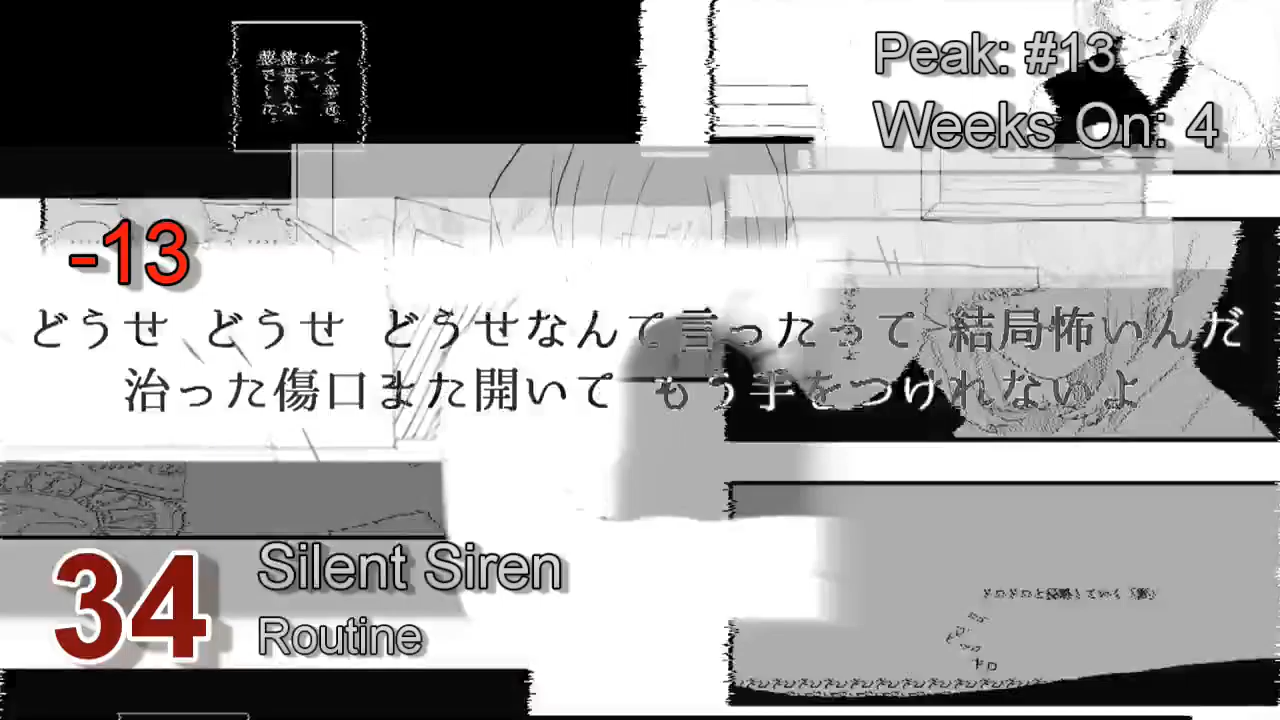 Peak: #13
Weeks On: 4
-13
どうせ どうせ どうせなんて言ったって 結局怖いんだ
治った傷口また開いて もう手をつけれないよ
34
Silent Siren
Routine